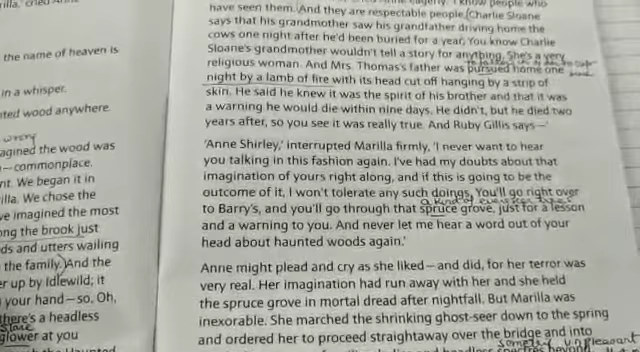 the name of heaven is
in a whisper.
wood anywhere.
agined the wood was
—commonplace.
nt. We began it in
illa. We chose the
ve imagined the most
ong the brook just
ds and utters wailing
the family. And the
er up by Idlewild; it
your hand—so. Oh,
there's a headless
Stare
glower at you
have seen them. And they are respectable people. Charlie Sloane
says that his grandmother saw his grandfather driving home the
cows one night after he'd been buried for a year. You know Charlie
Sloane's grandmother wouldn't tell a story for anything. She's a very
religious woman. And Mrs. Thomas's father was pursued home one
night by a lamb of fire with its head cut off hanging by a strip of
skin. He said he knew it was the spirit of his brother and that it was
a warning he would die within nine days. He didn't, but he died two
years after, so you see it was really true. And Ruby Gillis says—'
'Anne Shirley,' interrupted Marilla firmly, 'I never want to hear
you talking in this fashion again. I've had my doubts about that
imagination of yours right along, and if this is going to be the
outcome of it, I won't tolerate any such doings. You'll go right over
a kind of evergreen trees
to Barry's, and you'll go through that spruce grove, just for a lesson
and a warning to you. And never let me hear a word out of your
head about haunted woods again.'
Anne might plead and cry as she liked—and did, for her terror was
very real. Her imagination had run away with her and she held
the spruce grove in mortal dread after nightfall. But Marilla was
inexorable. She marched the shrinking ghost-seer down to the spring
and ordered her to proceed straightaway over the bridge and into
unpleasant